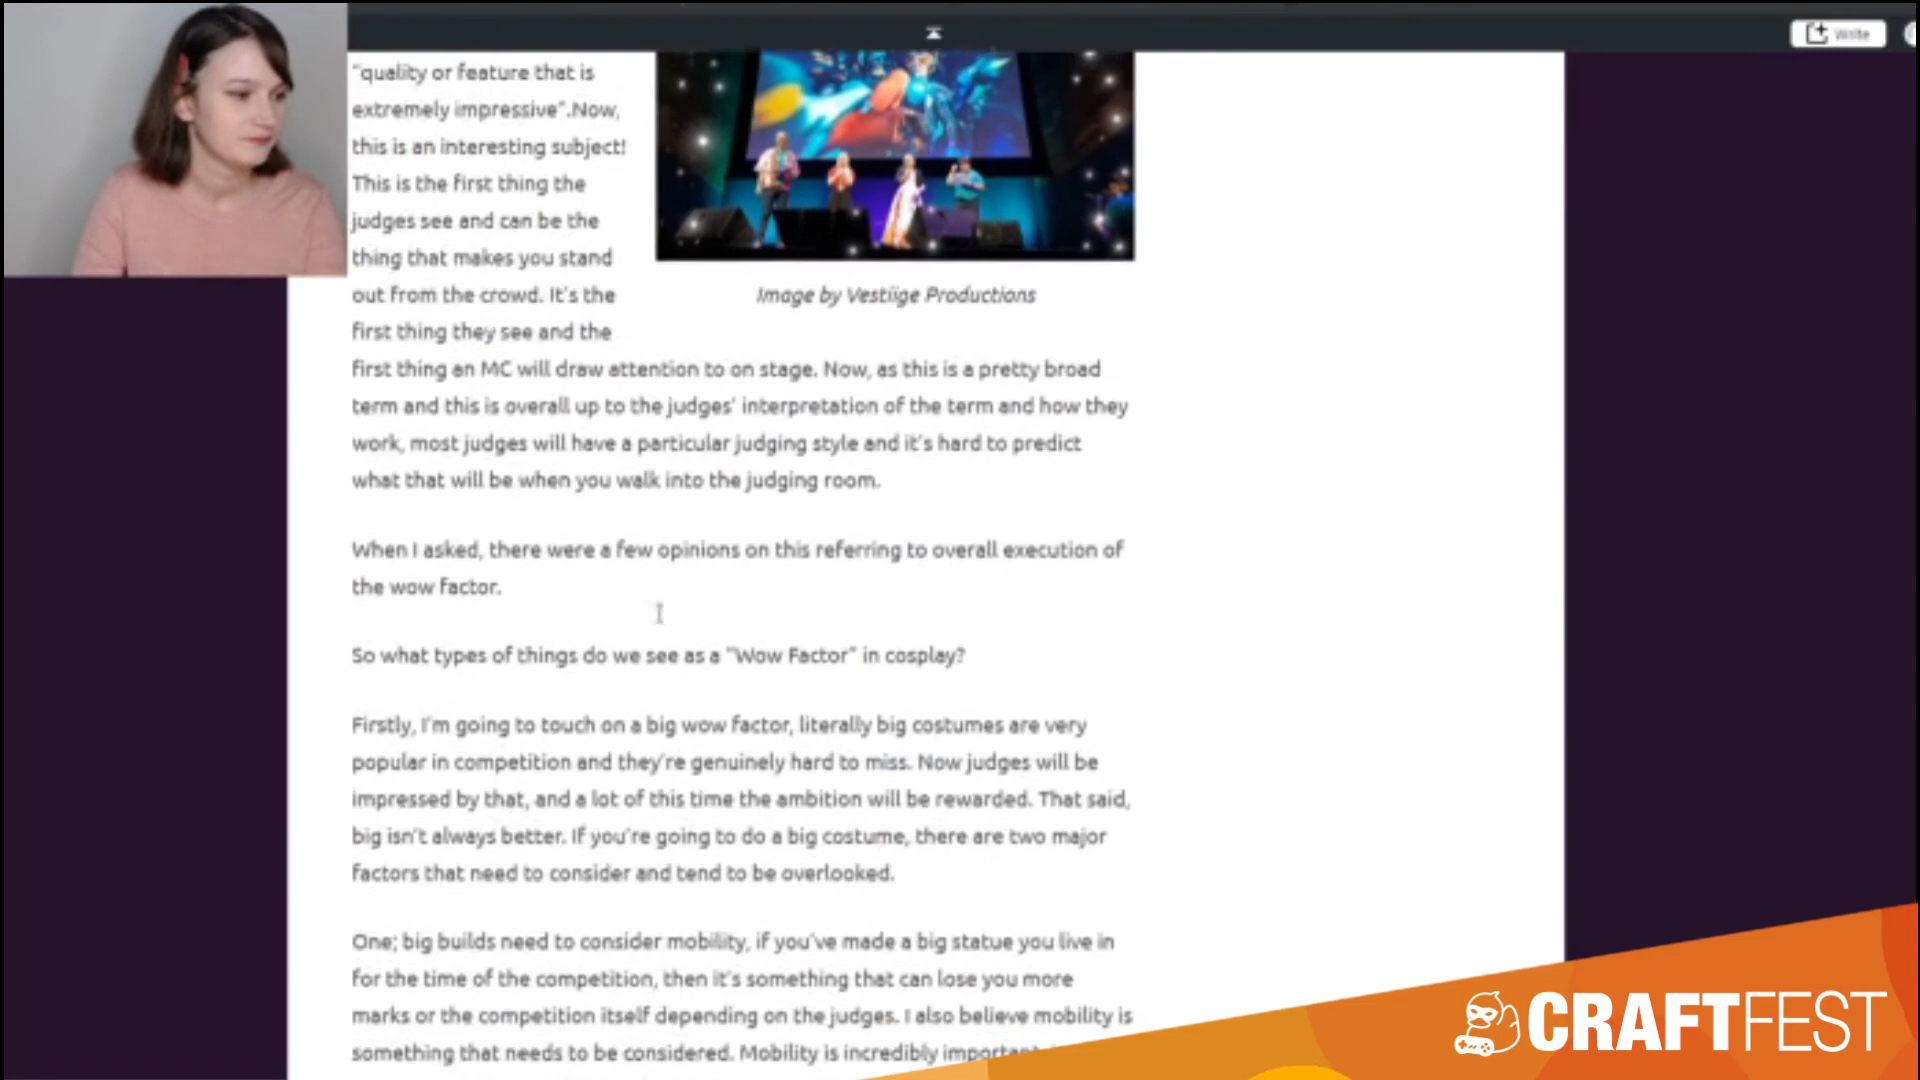 Write
"quality or feature that is
extremely impressive".Now,
this is an interesting subject!
This is the first thing the
judges see and can be the
thing that makes you stand
out from the crowd. It's the
first thing they see and the
Image by Vestiige Productions
first thing an MC will draw attention to on stage. Now, as this is a pretty broad
term and this is overall up to the judges' interpretation of the term and how they
work, most judges will have a particular judging style and it's hard to predict
what that will be when you walk into the judging room.
When I asked, there were a few opinions on this referring to overall execution of
the wow factor.
So what types of things do we see as a "Wow Factor" in cosplay?
Firstly, I'm going to touch on a big wow factor, literally big costumes are very
popular in competition and they're genuinely hard to miss. Now judges will be
impressed by that, and a lot of this time the ambition will be rewarded. That said,
big isn't always better. If you're going to do a big costume, there are two major
factors that need to consider and tend to be overlooked.
One; big builds need to consider mobility, if you've made a big statue you live in
for the time of the competition, then it's something that can lose you more
marks or the competition itself depending on the judges. I also believe mobility is
something that needs to be considered. Mobility is incredibly
CRAFTFEST